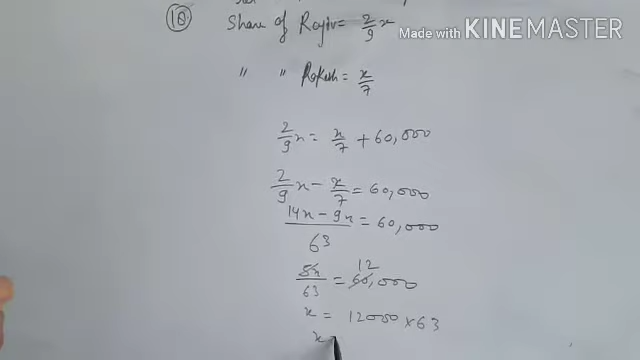 (10) Share of Rajiv = 2/9 x
Made with KINEMASTER
" " Rakesh = x/7
2/9 x = x/7 + 60,000
2/9 x - x/7 = 60,000
14x - 9x / 63 = 60,000
5x/63 = 60,000 12
x = 12000 × 63
x =